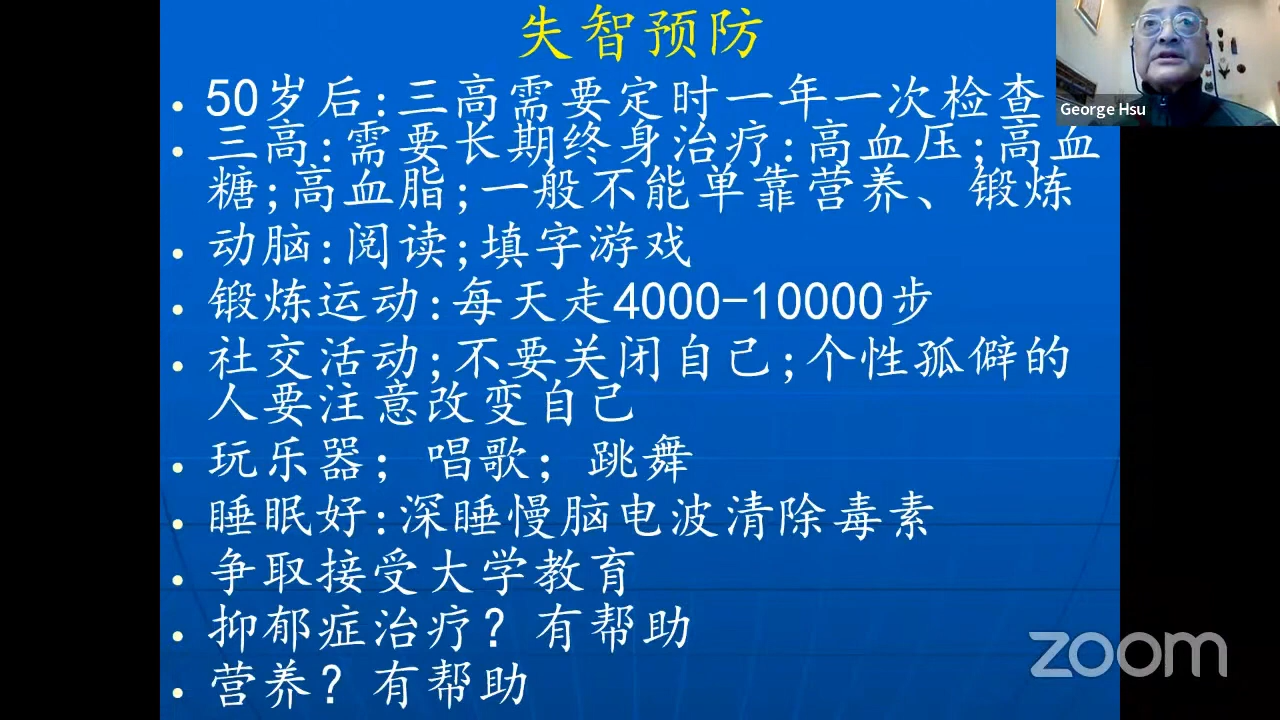 失智预防
• 50岁后:三高需要定时一年一次检查
• 三高:需要长期终身治疗:高血压;高血
糖;高血脂;一般不能单靠营养、锻炼
• 动脑:阅读;填字游戏
• 锻炼运动:每天走4000-10000步
• 社交活动;不要关闭自己;个性孤僻的
人要注意改变自己
• 玩乐器；唱歌；跳舞
• 睡眠好:深睡慢脑电波清除毒素
• 争取接受大学教育
• 抑郁症治疗？有帮助
• 营养？有帮助
George Hsu
zoom